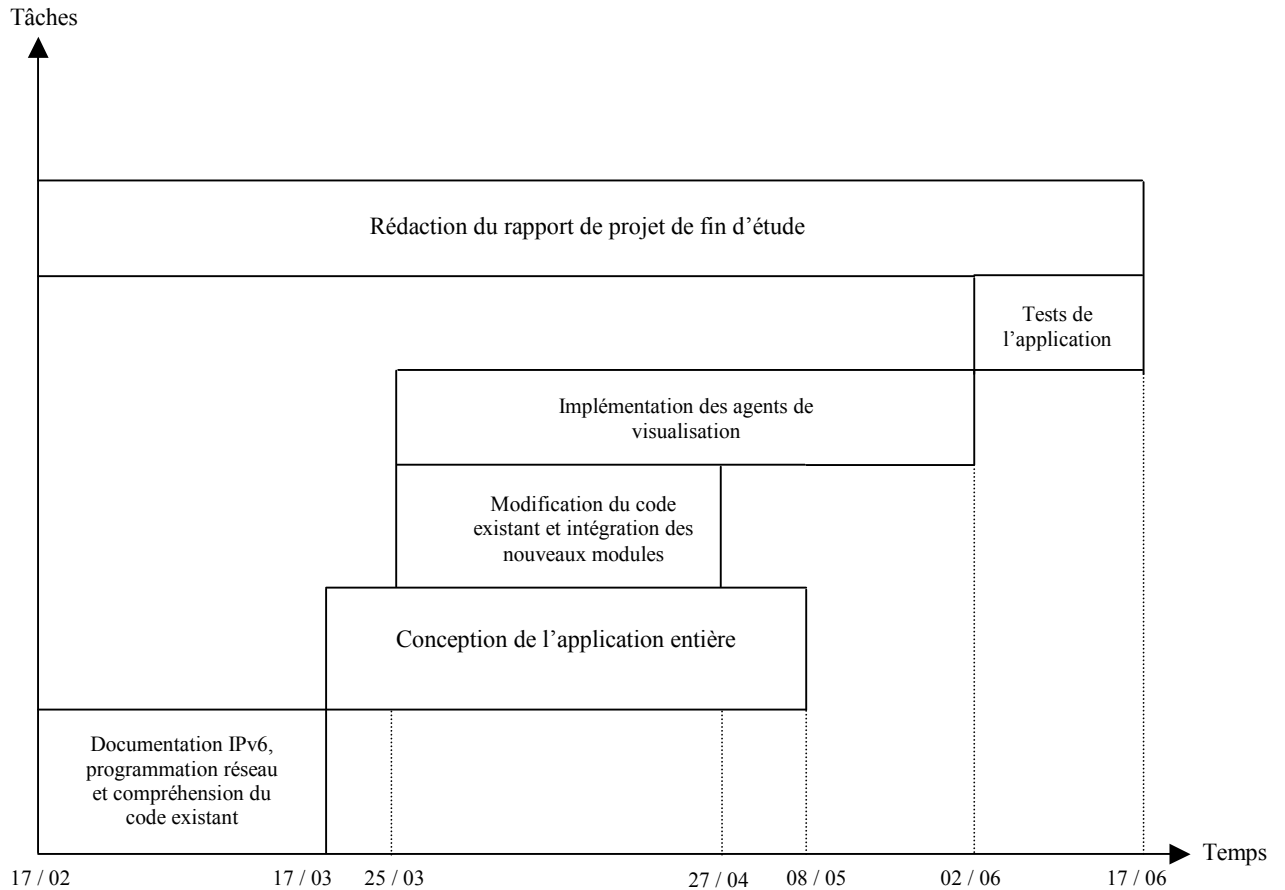 Tâches
Rédaction du rapport de projet de fin d’étude
Tests de
l’application
Implémentation des agents de
visualisation
Modification du code
existant et intégration des
nouveaux modules
Conception de l’application entière
Documentation IPv6,
programmation réseau
et compréhension du
code existant
Temps
17 / 02
17 / 03
25 / 03
27 / 04
08 / 05
02 / 06
17 / 06